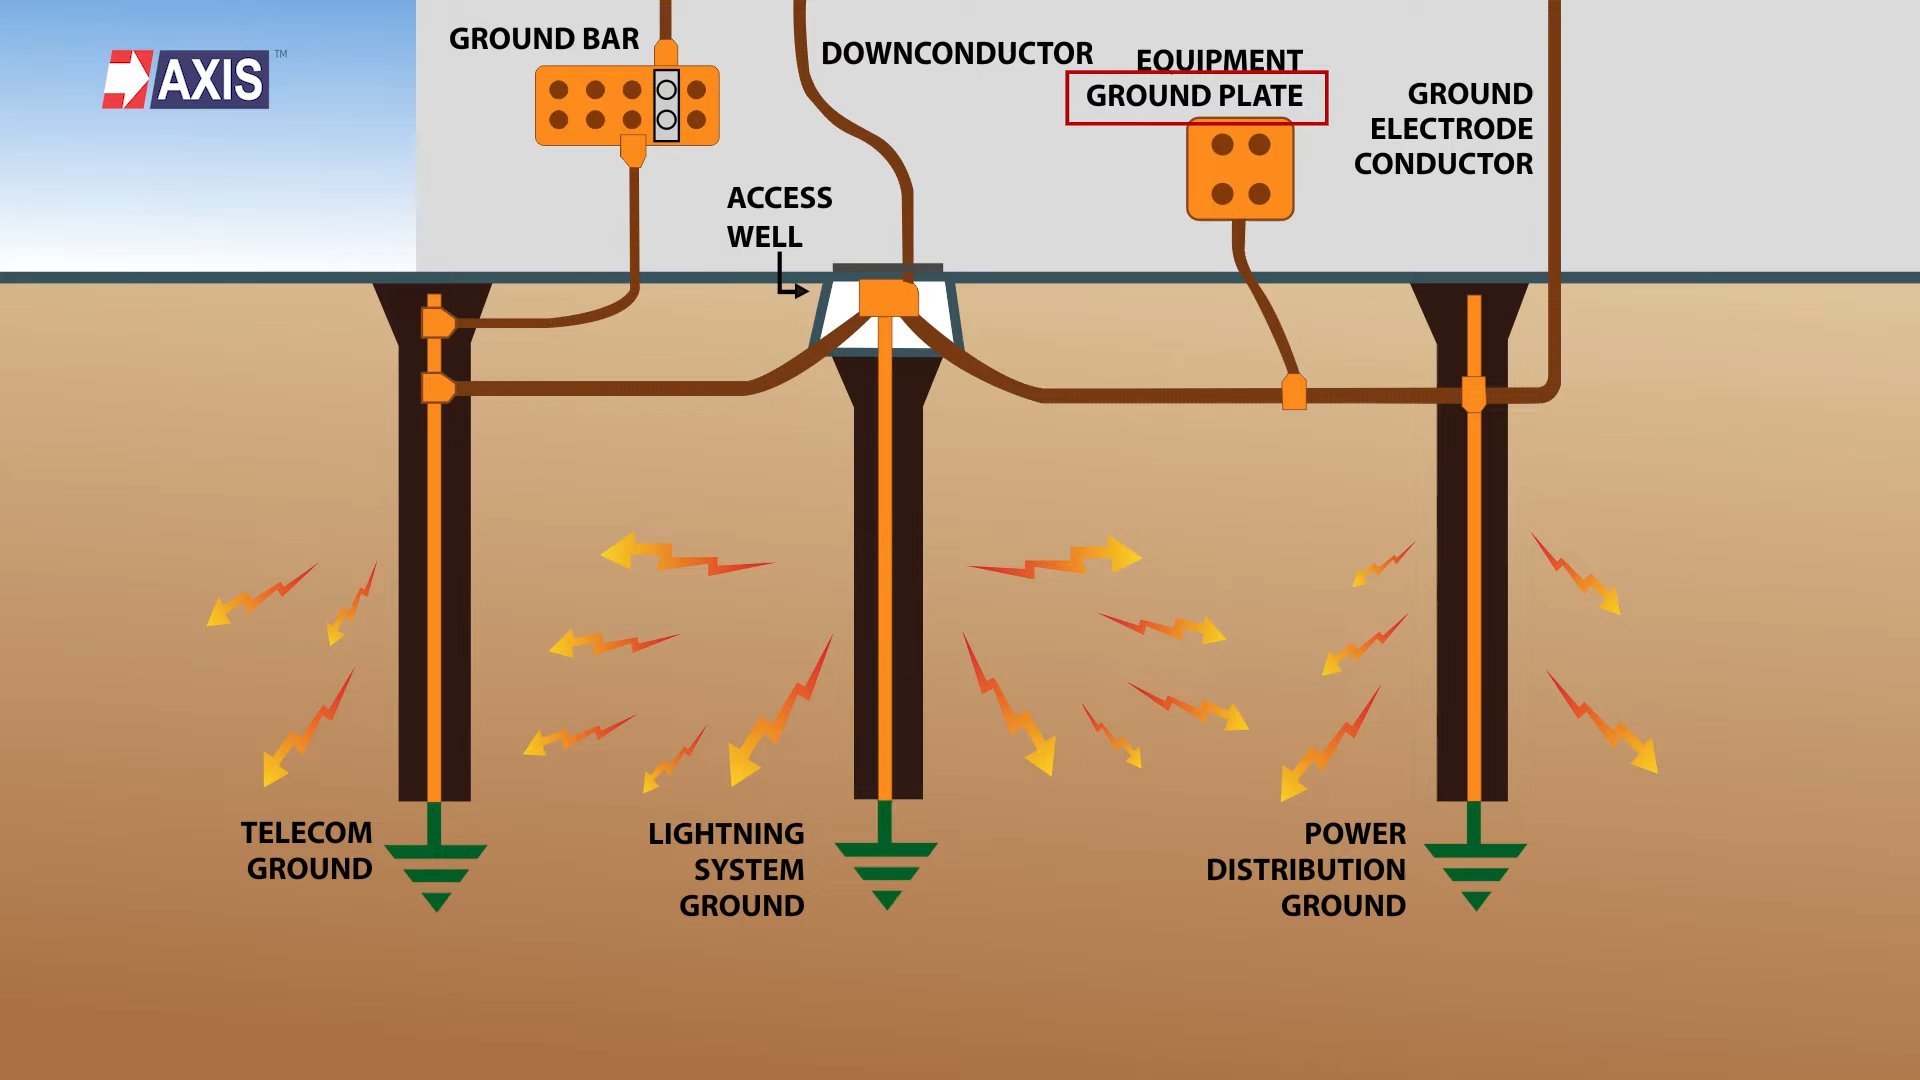 AXIS
TM
GROUND BAR
DOWNCONDUCTOR
EQUIPMENT
GROUND PLATE
GROUND
ELECTRODE
CONDUCTOR
ACCESS
WELL
TELECOM
GROUND
LIGHTNING
SYSTEM
GROUND
POWER
DISTRIBUTION
GROUND